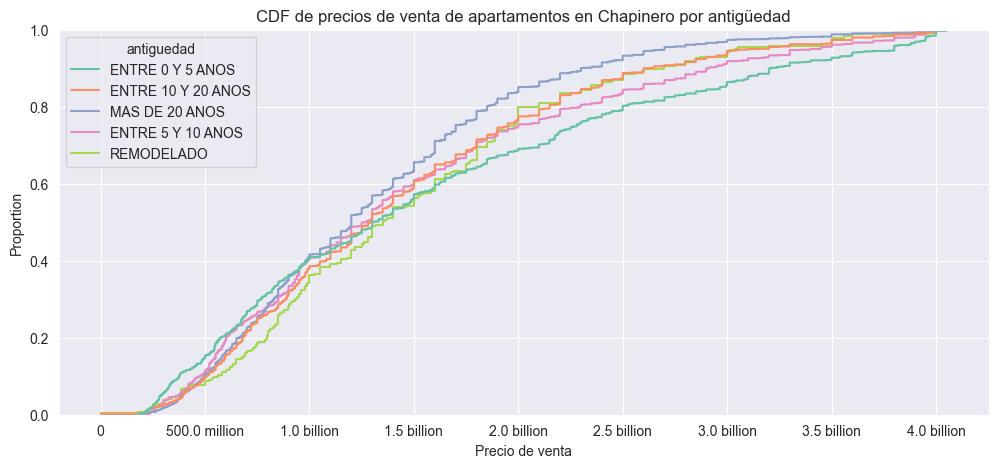 CDF de precios de venta de apartamentos en Chapinero por antigüedad
antiguedad
ENTRE 0 Y 5 ANOS
ENTRE 10 Y 20 ANOS
MAS DE 20 ANOS
ENTRE 5 Y 10 ANOS
REMODELADO
Proportion
1.0
0.8
0.6
0.4
0.2
0.0
0 500.0 million 1.0 billion 1.5 billion 2.0 billion 2.5 billion 3.0 billion 3.5 billion 4.0 billion
Precio de venta